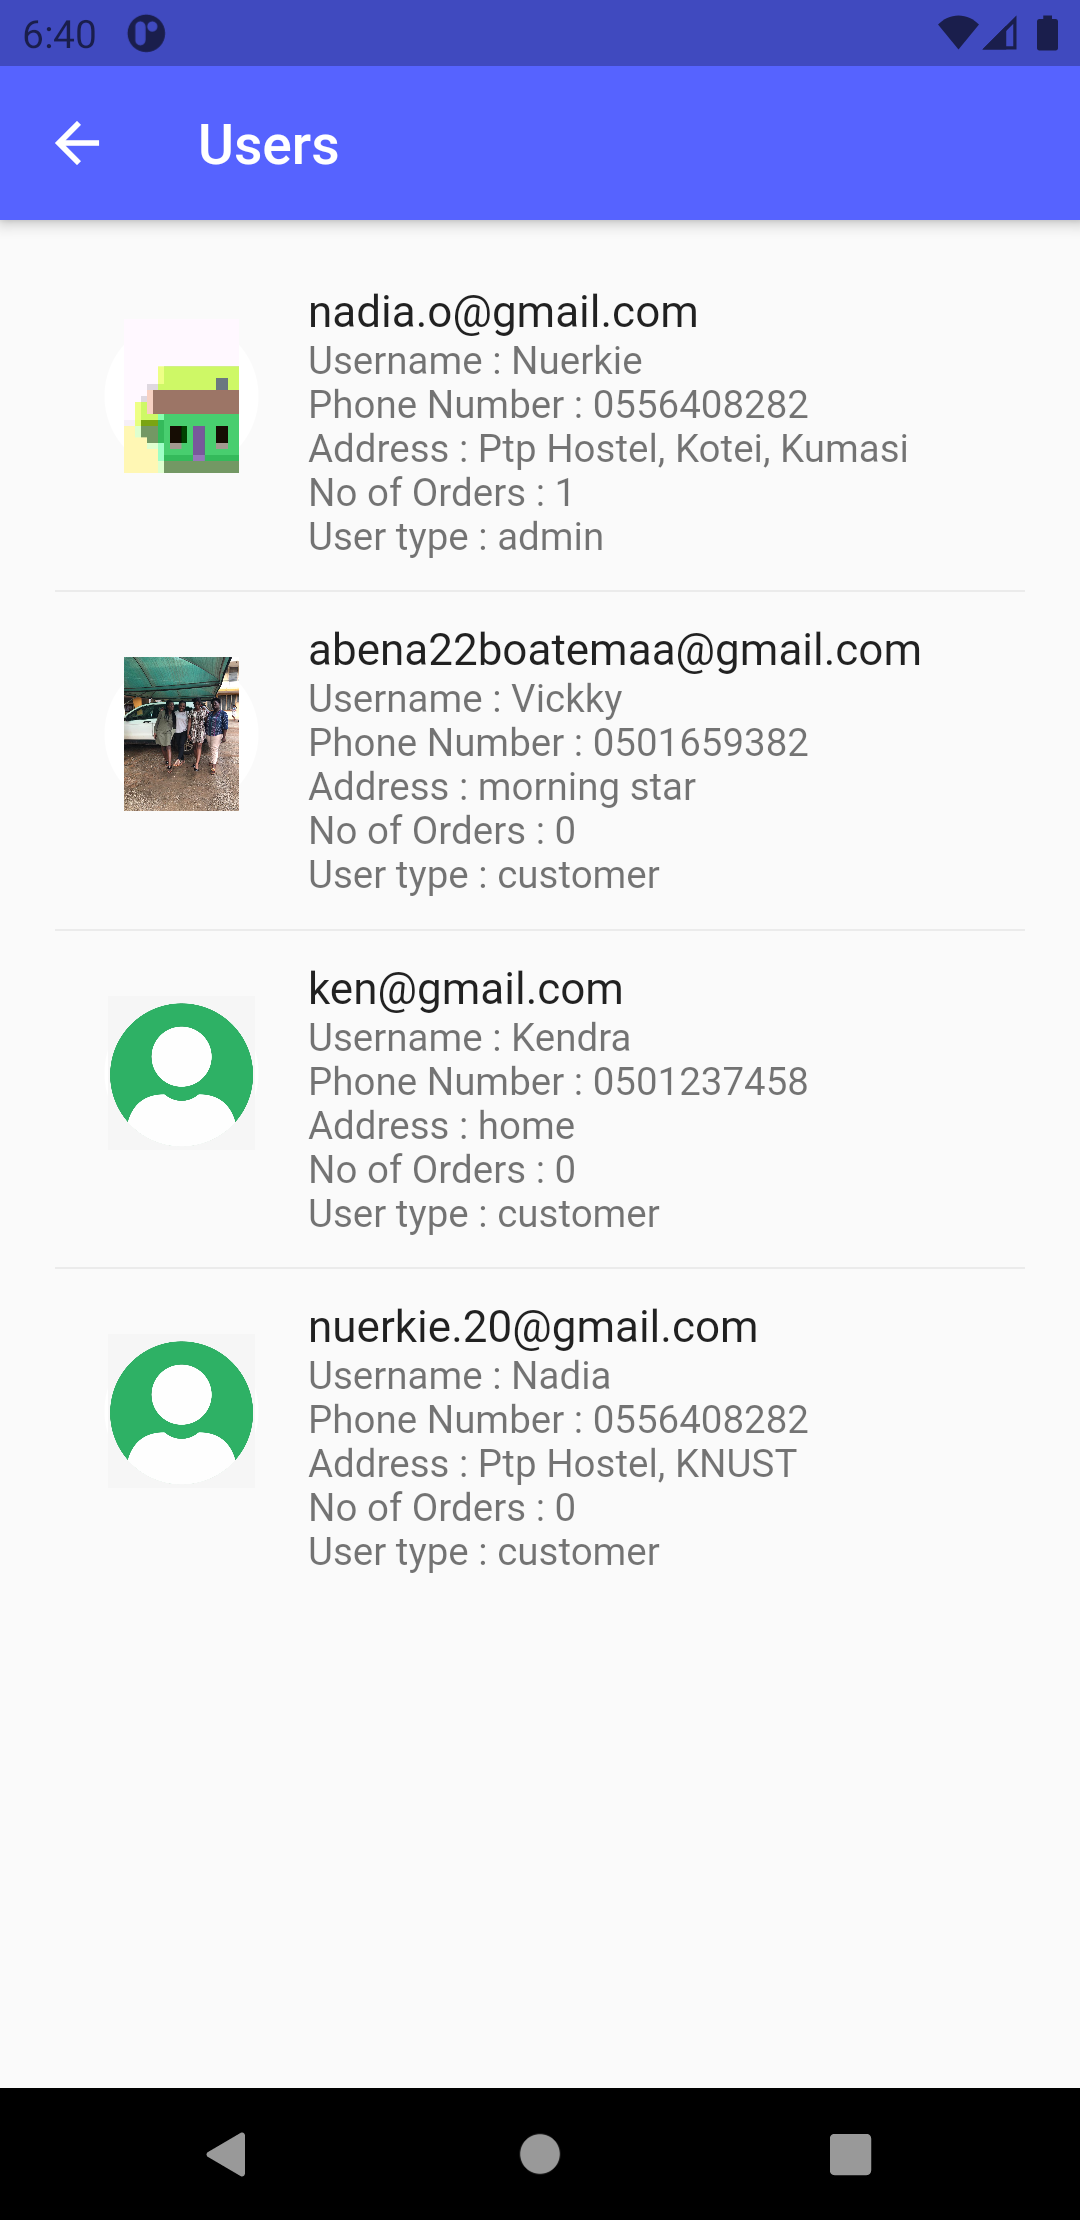 6:40
Users
nadia.o@gmail.com
Username : Nuerkie
Phone Number : 0556408282
Address : Ptp Hostel, Kotei, Kumasi
No of Orders : 1
User type : admin
abena22boatemaa@gmail.com
Username : Vickky
Phone Number : 0501659382
Address : morning star
No of Orders : 0
User type : customer
ken@gmail.com
Username : Kendra
Phone Number : 0501237458
Address : home
No of Orders : 0
User type : customer
nuerkie.20@gmail.com
Username : Nadia
Phone Number : 0556408282
Address : Ptp Hostel, KNUST
No of Orders : 0
User type : customer